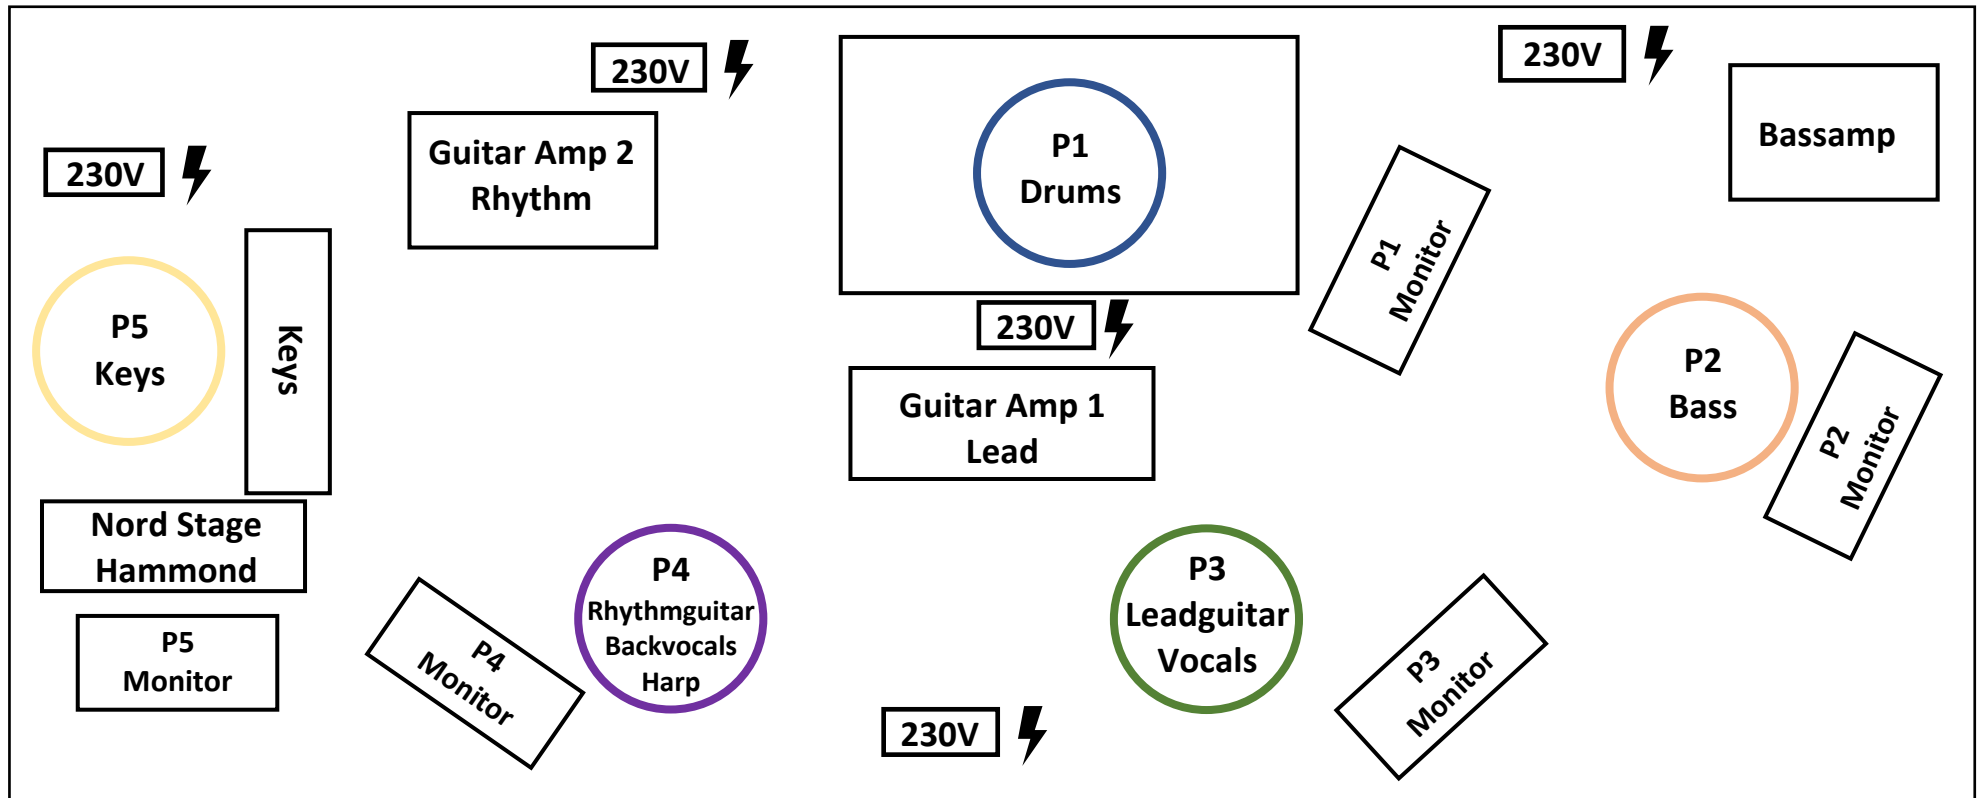 230V
230V
230V
P1
Drums
Bassamp
Guitar Amp 2
Rhythm
P1
Monitor
P5
Keys
Keys
230V
P2
Bass
P2
Monitor
Guitar Amp 1
Lead
Nord Stage
Hammond
P5
Monitor
P4
Monitor
P4
Rhythmguitar
Backvocals
Harp
P3
Leadguitar
Vocals
P3
Monitor
230V